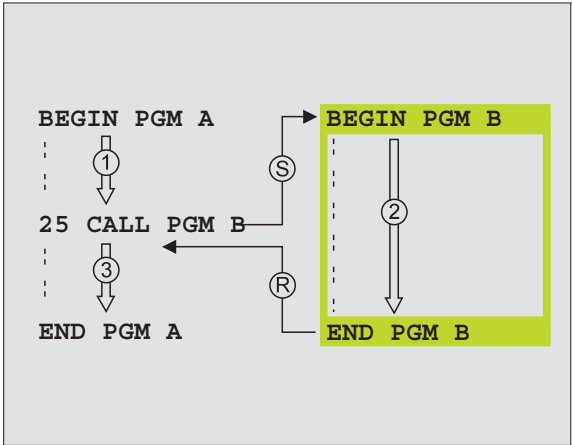 BEGIN PGM A
1
25 CALL PGM B
3
END PGM A
S
R
BEGIN PGM B
2
END PGM B